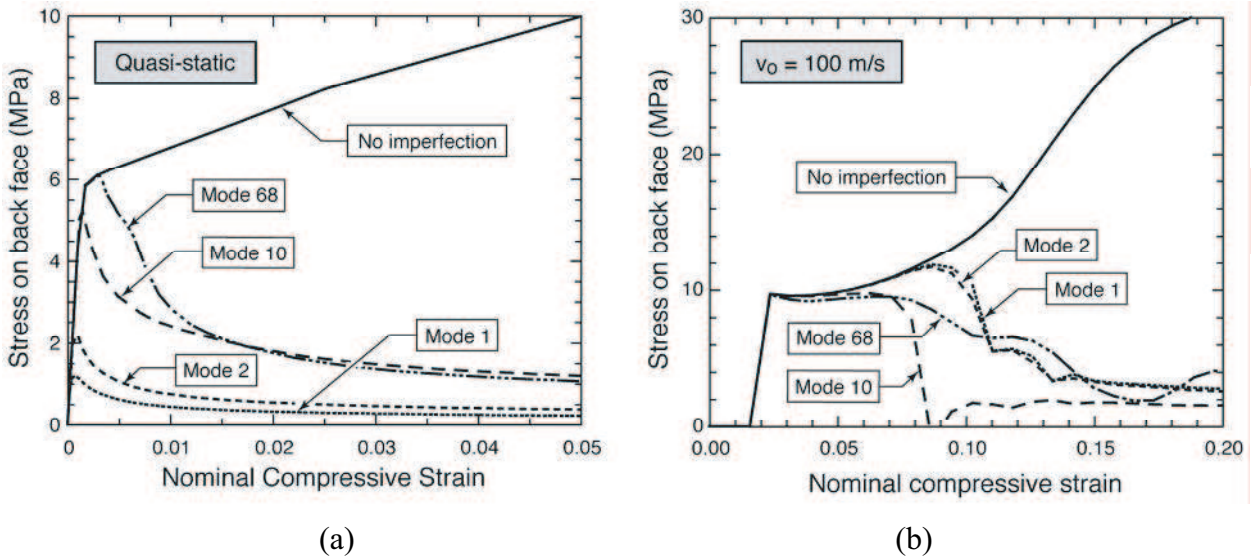 Stress on back face (MPa)
10
8
6
4
2
0
Quasi-static
No imperfection
Mode 68
Mode 10
Mode 1
Mode 2
0
0.01
0.02
0.03
0.04
0.05
Nominal Compressive Strain
(a)
Stress on back face (MPa)
30
20
10
0
vo = 100 m/s
No imperfection
Mode 2
Mode 1
Mode 68
Mode 10
0.00
0.05
0.10
0.15
0.20
Nominal compressive strain
(b)